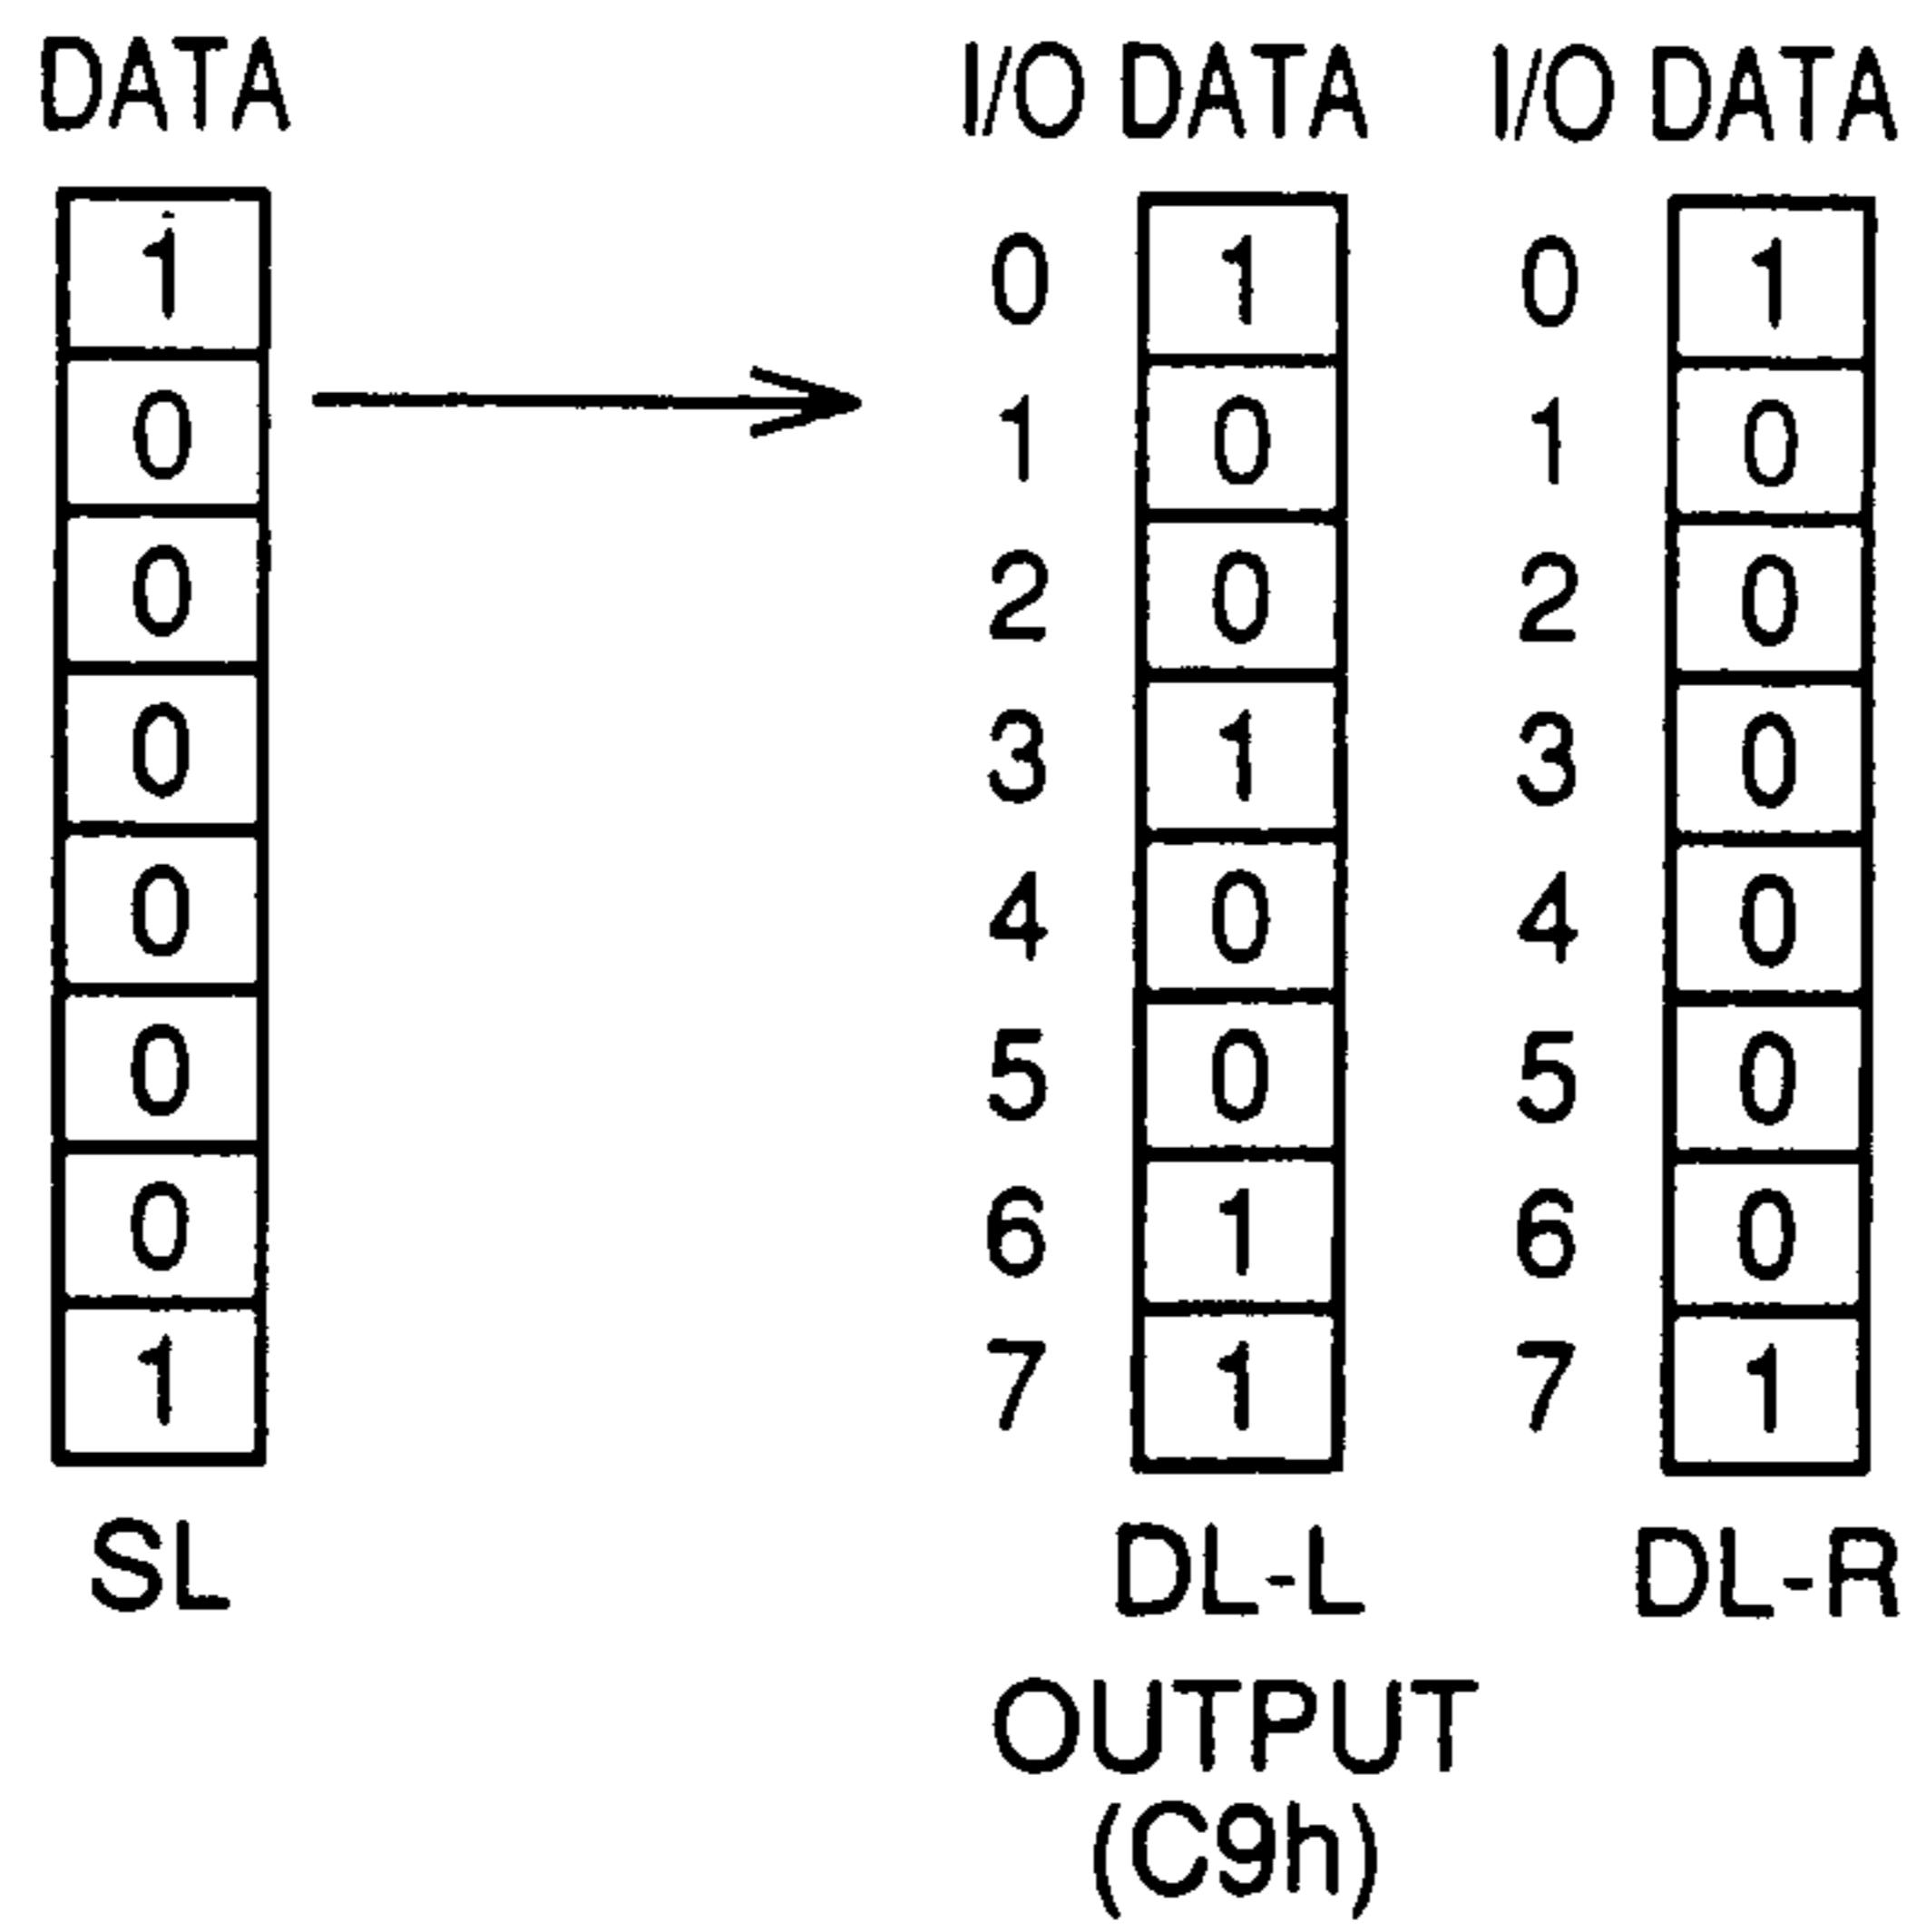 DATA I/O DATA I/O DATA
1 0 1 0 1
0 1 0 1 0
0 2 0 2 0
0 3 1 3 0
0 4 0 4 0
0 5 0 5 0
0 6 1 6 0
1 7 1 7 1
SL DL-L DL-R
OUTPUT
(C9h)